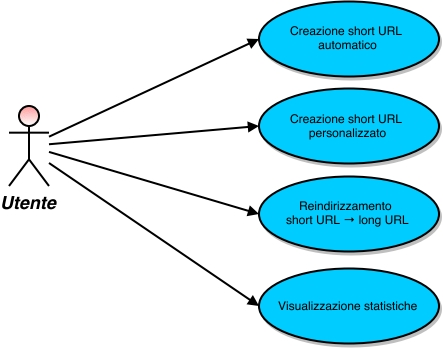 Creazione short URL
automatico
Creazione short URL
personalizzato
Utente
Reindirizzamento
short URL → long URL
Visualizzazione statistiche